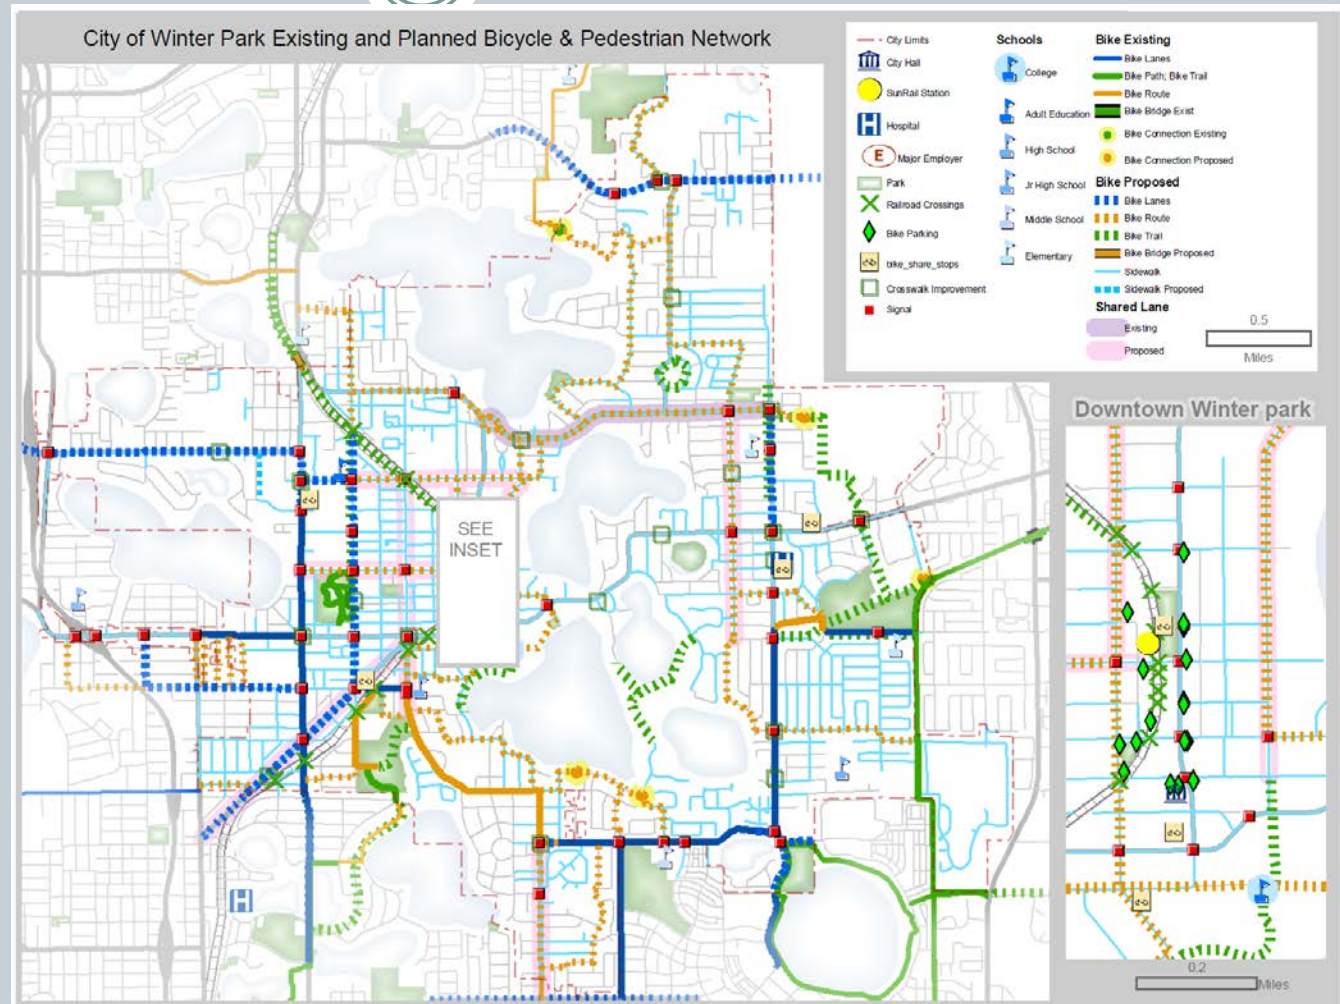 City of Winter Park Existing and Planned Bicycle & Pedestrian Network
City Limits
City Hall
SunRail Station
H
Hospital
E
Major Employer
Park
Railroad Crossings
Bike Parking
bike_share_stops
Crosswalk Improvement
Signal
Schools
College
Adult Education
High School
Jr High School
Middle School
Elementary
Bike Existing
Bike Lanes
Bike Path; Bike Trail
Bike Route
Bike Bridge Exist
Bike Connection Existing
Bike Connection Proposed
Bike Proposed
Bike Lanes
Bike Route
Bike Trail
Bike Bridge Proposed
Sidewalk
Sidewalk Proposed
Shared Lane
Existing
Proposed
0.5
Miles
SEE
INSET
H
Downtown Winter park
0.2
Miles